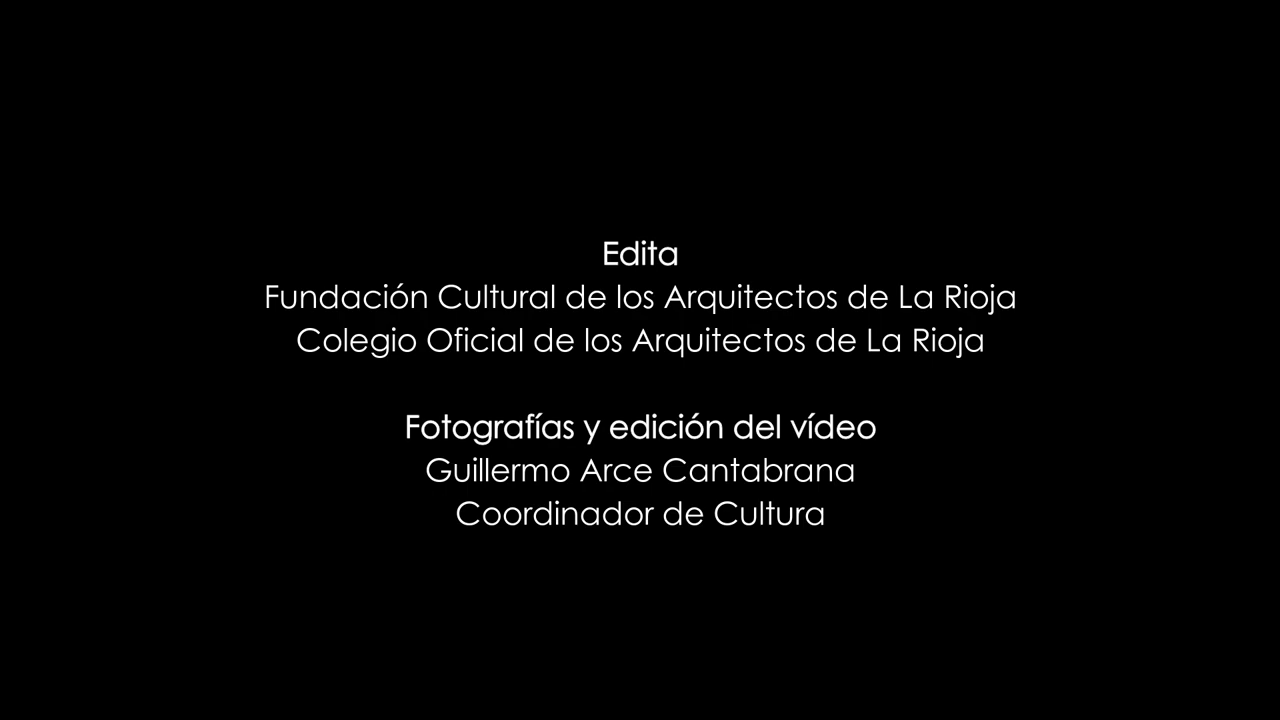 Edita
Fundación Cultural de los Arquitectos de La Rioja
Colegio Oficial de los Arquitectos de La Rioja
Fotografías y edición del vídeo
Guillermo Arce Cantabrana
Coordinador de Cultura